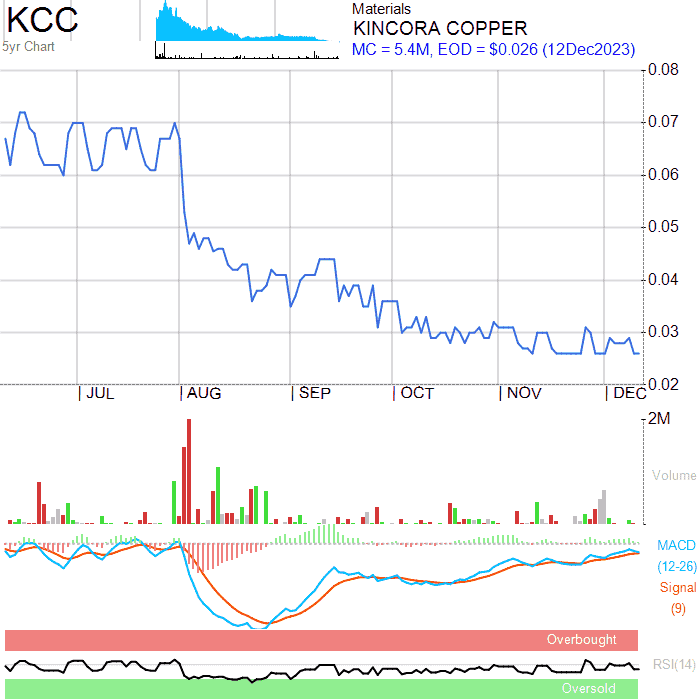 KCC
5yr Chart
Materials
KINCORA COPPER
MC = 5.4M, EOD = $0.026 (12Dec2023)
0.08
0.07
0.06
0.05
0.04
0.03
0.02
JUL AUG SEP OCT NOV DEC
2M
Volume
MACD
(12-26)
Signal
(9)
Overbought
RSI(14)
Oversold